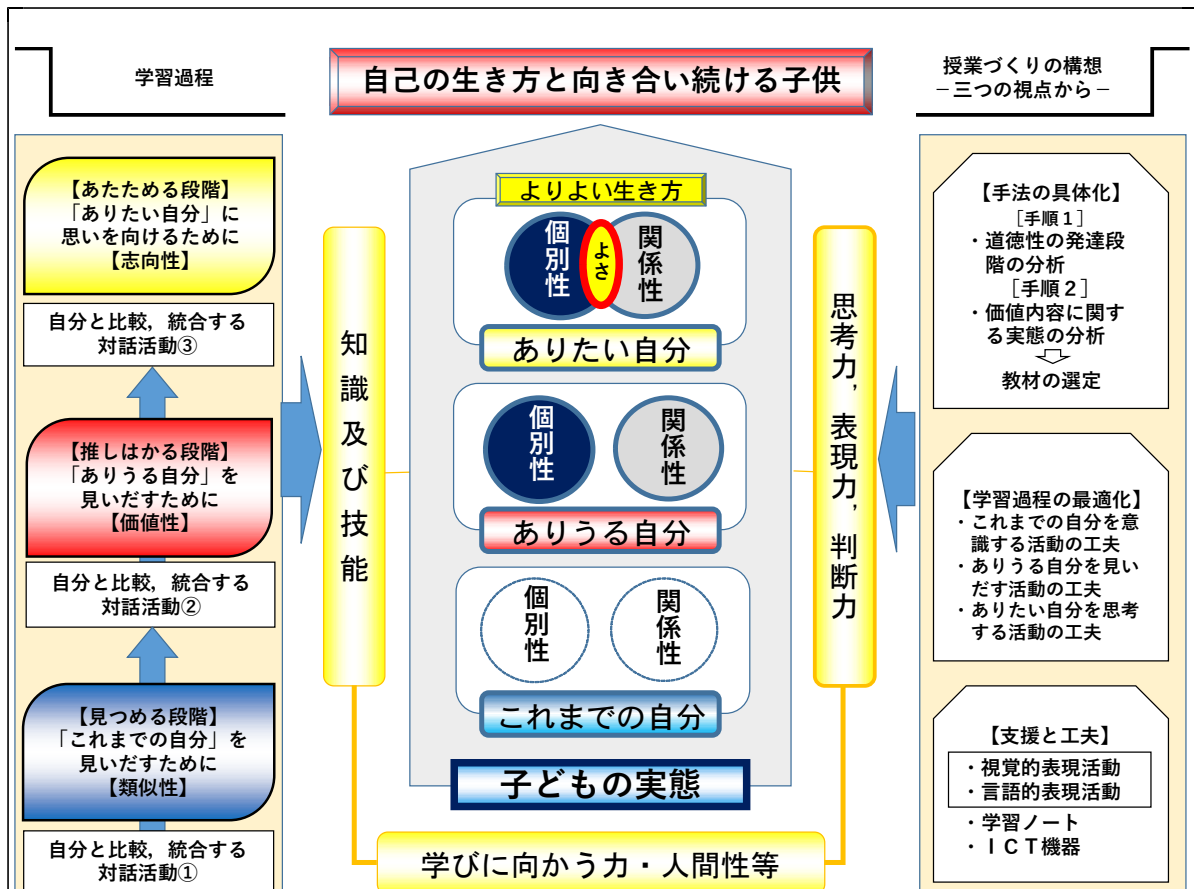 学習過程
自己の生き方と向き合い続ける子供
授業づくりの構想
－三つの視点から－
【あたためる段階】
「ありたい自分」に
思いを向けるために
【志向性】
自分と比較，統合する
対話活動③
【推しはかる段階】
「ありうる自分」を
見いだすために
【価値性】
自分と比較，統合する
対話活動②
【見つめる段階】
「これまでの自分」を
見いだすために
【類似性】
自分と比較，統合する
対話活動①
知識及び技能
よりよい生き方
個別性
よさ
関係性
ありたい自分
個別性
関係性
ありうる自分
個別性
関係性
これまでの自分
子どもの実態
学びに向かう力・人間性等
思考力，表現力，判断力
【手法の具体化】
［手順１］
・道徳性の発達段
階の分析
［手順２］
・価値内容に関す
る実態の分析
教材の選定
【学習過程の最適化】
・これまでの自分を意
識する活動の工夫
・ありうる自分を見い
だす活動の工夫
・ありたい自分を思考
する活動の工夫
【支援と工夫】
・視覚的表現活動
・言語的表現活動
・学習ノート
・ＩＣＴ機器